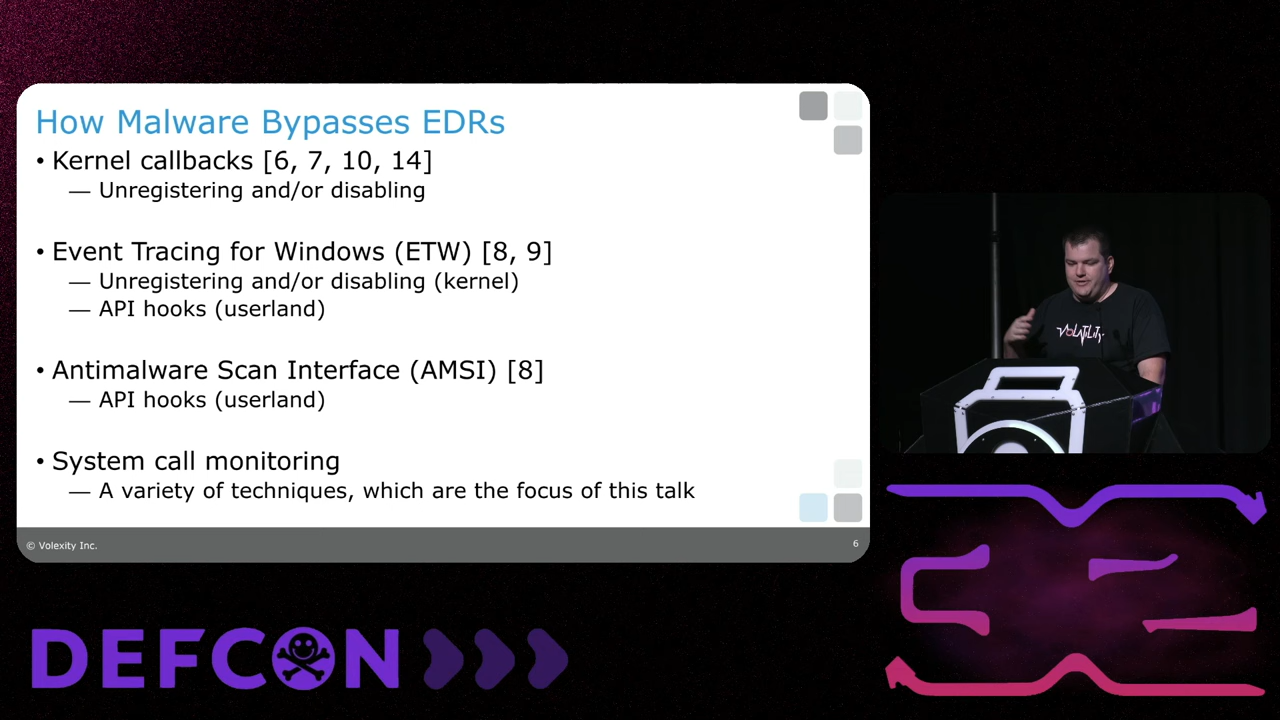 How Malware Bypasses EDRs
• Kernel callbacks [6, 7, 10, 14]
— Unregistering and/or disabling
• Event Tracing for Windows (ETW) [8, 9]
— Unregistering and/or disabling (kernel)
— API hooks (userland)
• Antimalware Scan Interface (AMSI) [8]
— API hooks (userland)
• System call monitoring
— A variety of techniques, which are the focus of this talk
© Volexity Inc.
6
VOLATILITY
DEFCON